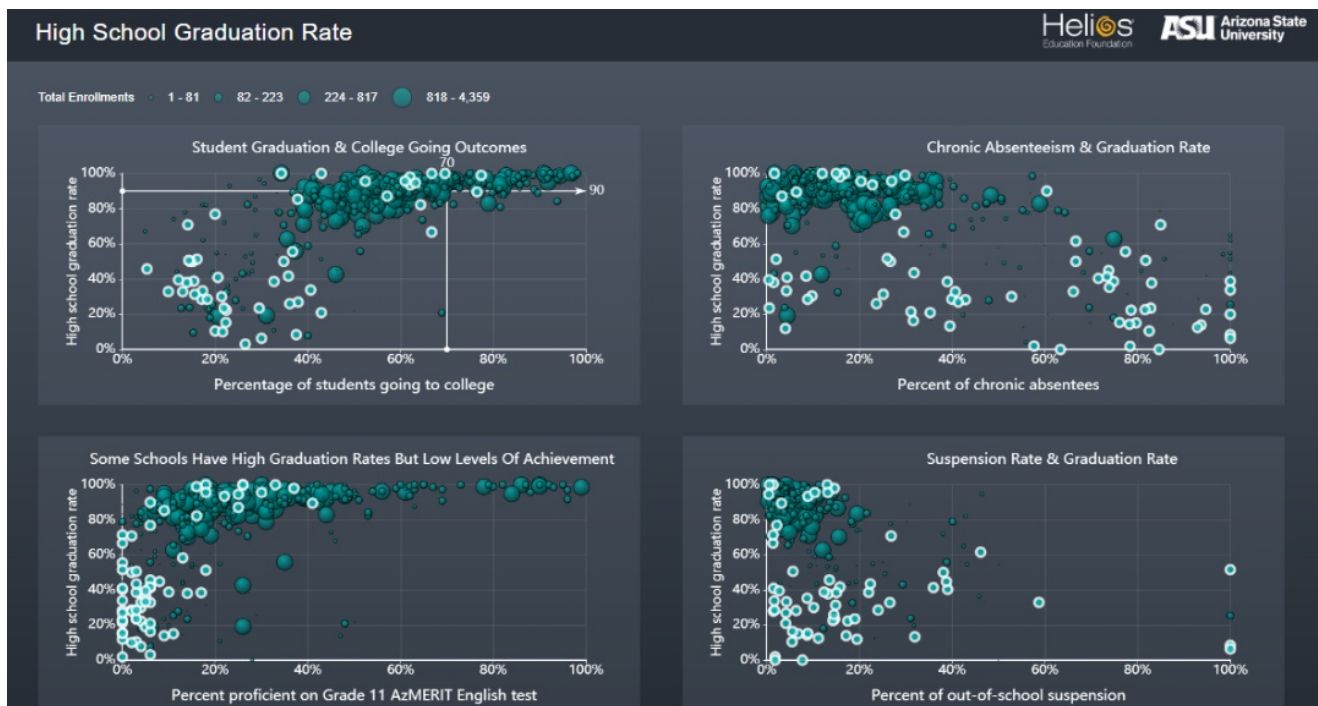 High School Graduation Rate
Helios
Education Foundation
ASU Arizona State
University
Total Enrollments 1 - 81 82 - 223 224 - 817 818 - 4,359
Student Graduation & College Going Outcomes
70
100%
90
80%
60%
40%
20%
0%
High school graduation rate
0% 20% 40% 60% 80% 100%
Percentage of students going to college
Chronic Absenteeism & Graduation Rate
100%
80%
60%
40%
20%
0%
High school graduation rate
0% 20% 40% 60% 80% 100%
Percent of chronic absentees
Some Schools Have High Graduation Rates But Low Levels Of Achievement
100%
80%
60%
40%
20%
0%
High school graduation rate
0% 20% 40% 60% 80% 100%
Percent proficient on Grade 11 AzMERIT English test
Suspension Rate & Graduation Rate
100%
80%
60%
40%
20%
0%
High school graduation rate
0% 20% 40% 60% 80% 100%
Percent of out-of-school suspension